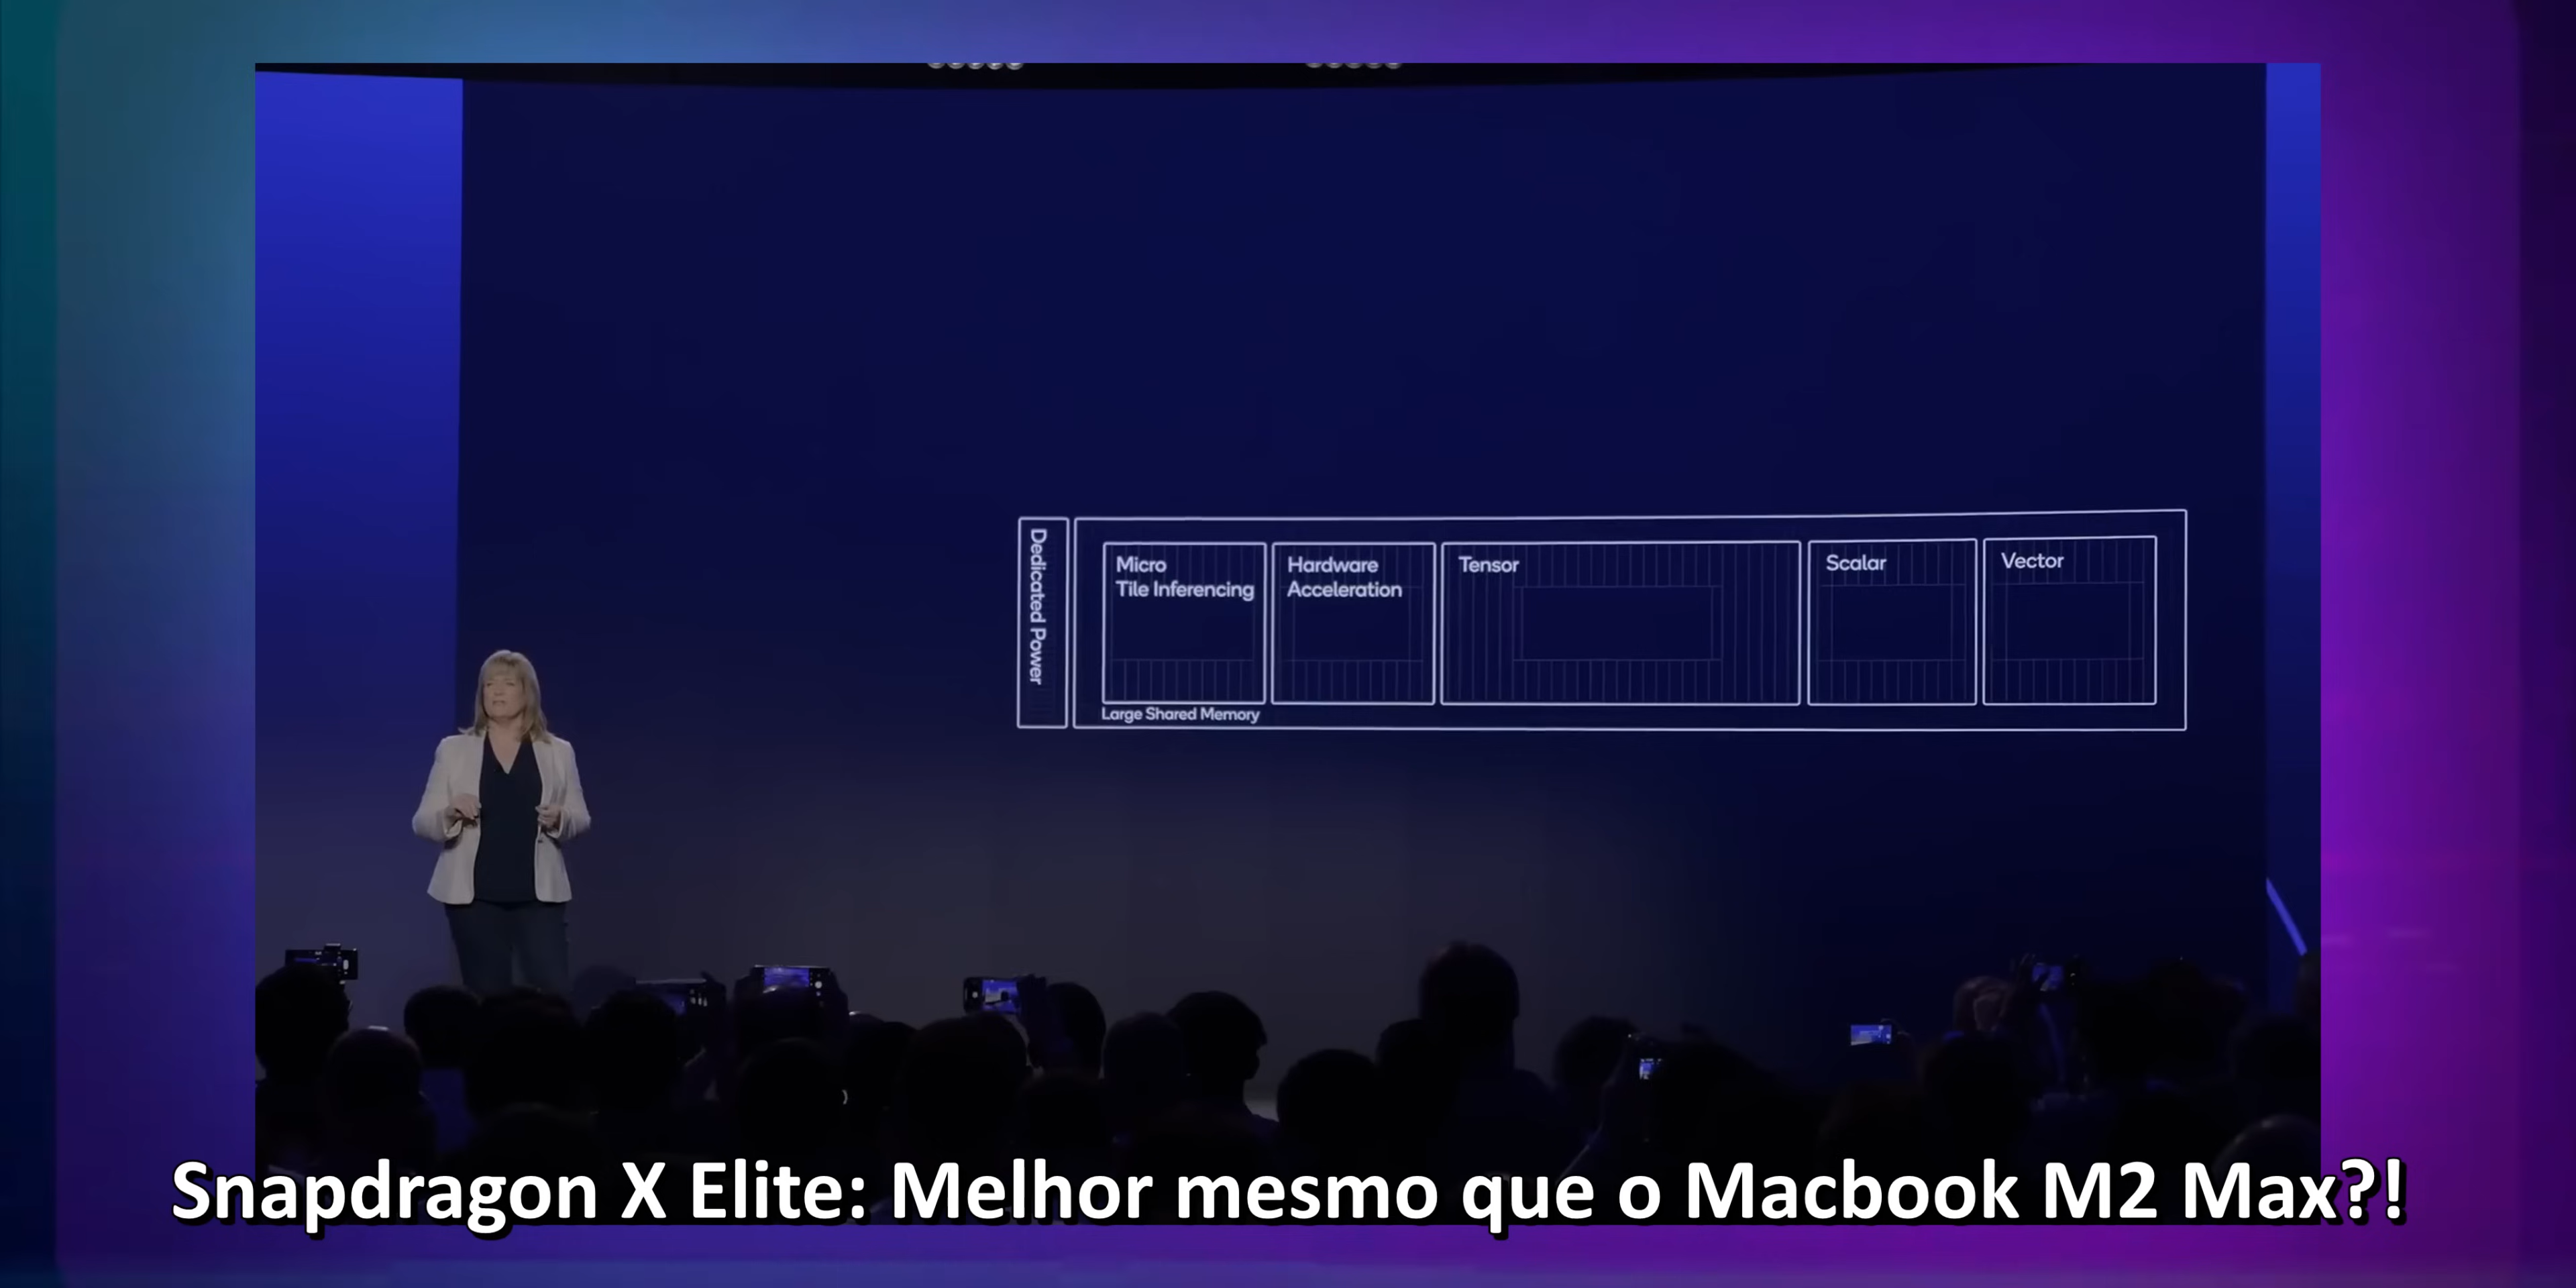 Dedicated Power
Micro
Tile Inferencing
Hardware
Acceleration
Tensor
Scalar
Vector
Large Shared Memory
Snapdragon X Elite: Melhor mesmo que o Macbook M2 Max?!